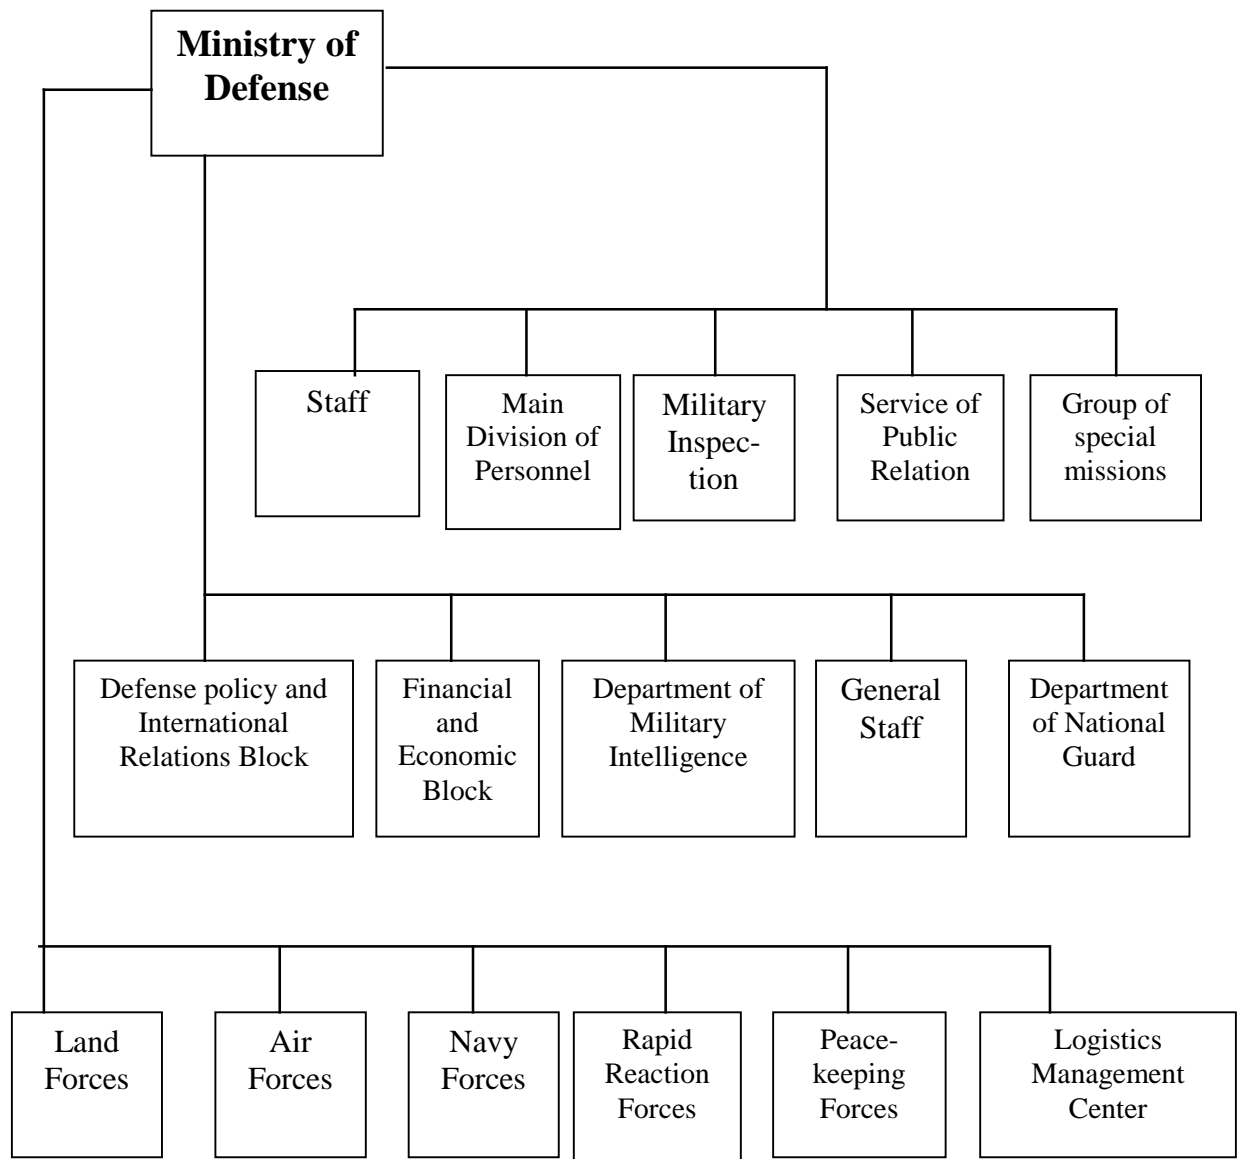 Ministry of
Defense
Staff
Main
Division of
Personnel
Military
Inspec-
tion
Service of
Public
Relation
Group of
special
missions
Defense policy and
International
Relations Block
Financial
and
Economic
Block
Department of
Military
Intelligence
General
Staff
Department
of National
Guard
Land
Forces
Air
Forces
Navy
Forces
Rapid
Reaction
Forces
Peace-
keeping
Forces
Logistics
Management
Center